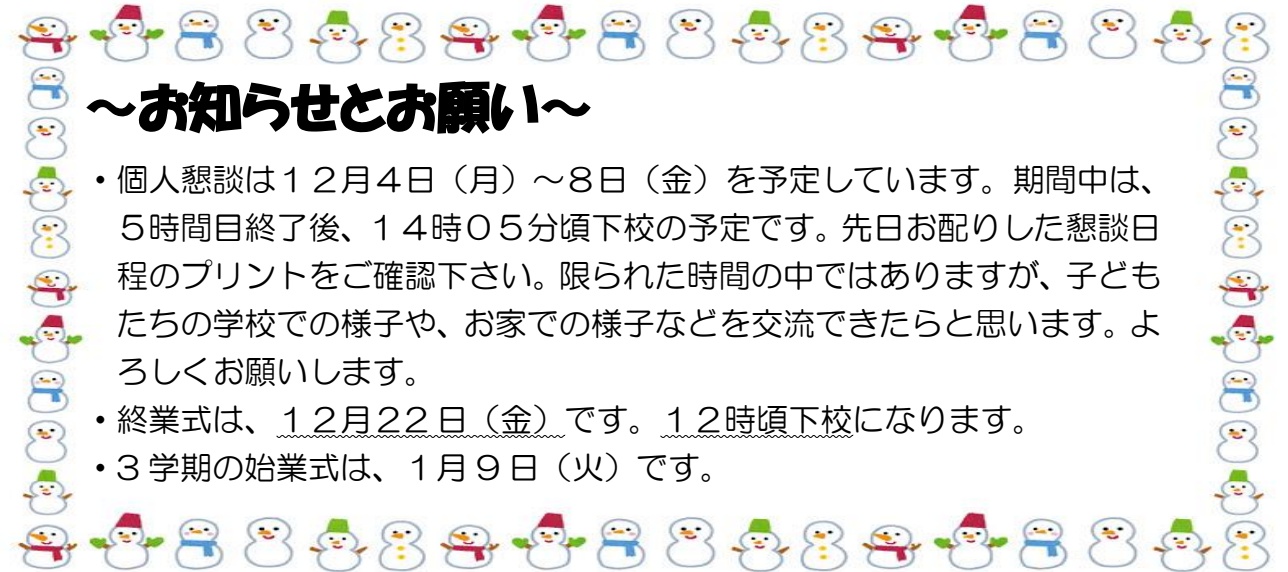 ～お知らせとお願い～
・個人懇談は１２月４日（月）～８日（金）を予定しています。期間中は、
５時間目終了後、１４時０５分頃下校の予定です。先日お配りした懇談日
程のプリントをご確認下さい。限られた時間の中ではありますが、子ども
たちの学校での様子や、お家での様子などを交流できたらと思います。よ
ろしくお願いします。
・終業式は、１２月22日（金）です。１２時頃下校になります。
・３学期の始業式は、１月９日（火）です。